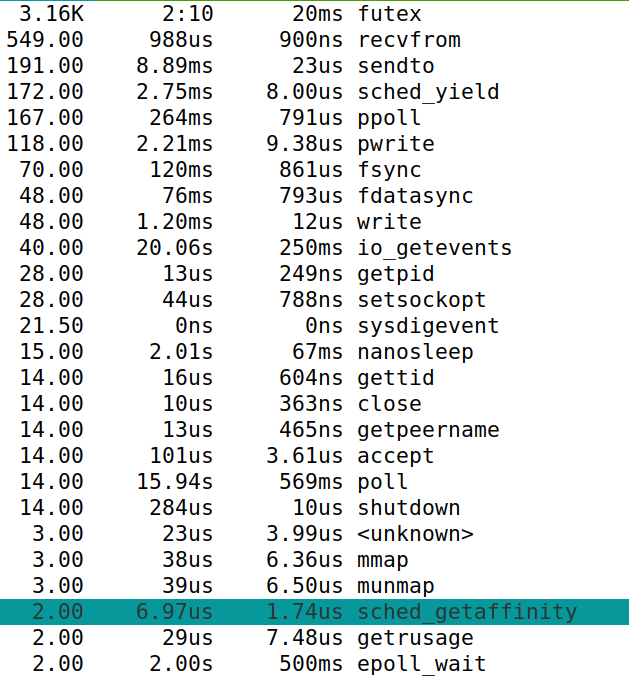 3.16K 2:10 20ms futex
549.00 988us 900ns recvfrom
191.00 8.89ms 23us sendto
172.00 2.75ms 8.00us sched_yield
167.00 264ms 791us ppoll
118.00 2.21ms 9.38us pwrite
70.00 120ms 861us fsync
48.00 76ms 793us fdatasync
48.00 1.20ms 12us write
40.00 20.06s 250ms io_getevents
28.00 13us 249ns getpid
28.00 44us 788ns setsockopt
21.50 0ns 0ns sysdigevent
15.00 2.01s 67ms nanosleep
14.00 16us 604ns gettid
14.00 10us 363ns close
14.00 13us 465ns getpeername
14.00 101us 3.61us accept
14.00 15.94s 569ms poll
14.00 284us 10us shutdown
3.00 23us 3.99us <unknown>
3.00 38us 6.36us mmap
3.00 39us 6.50us munmap
2.00 6.97us 1.74us sched_getaffinity
2.00 29us 7.48us getrusage
2.00 2.00s 500ms epoll_wait